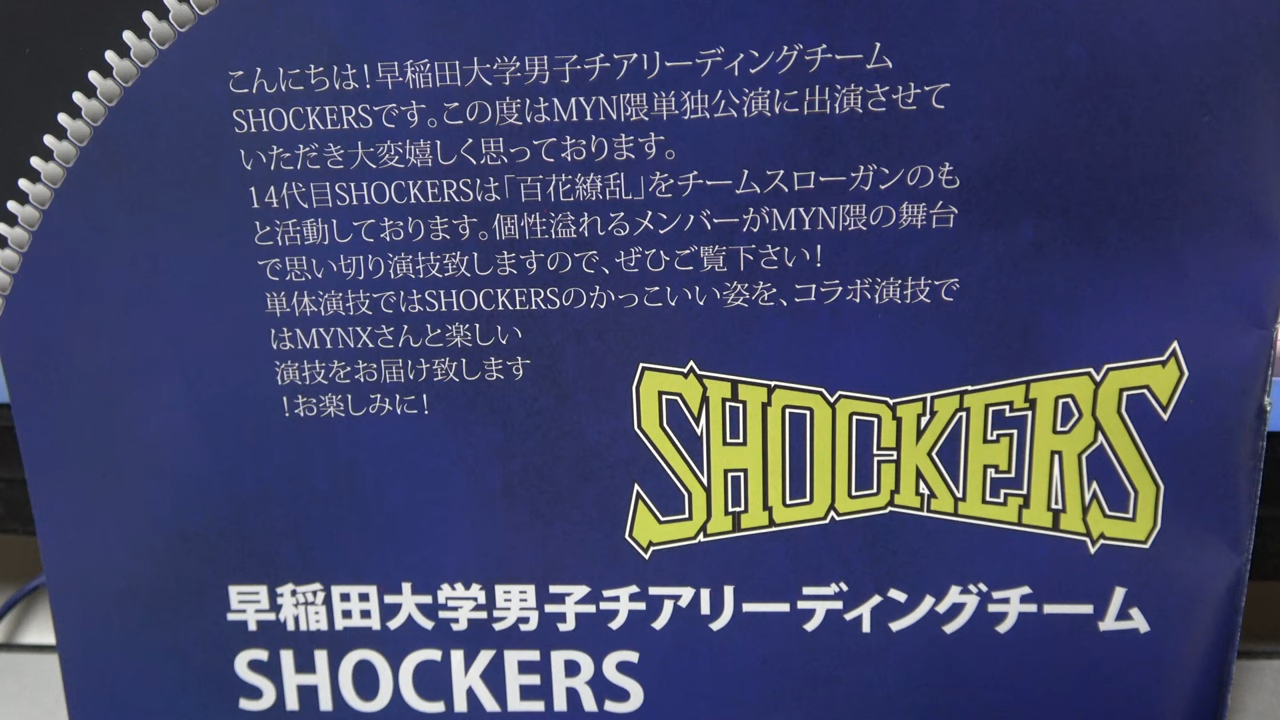 こんにちは！早稲田大学男子チアリーディングチーム
SHOCKERSです。この度はMYN隈単独公演に出演させて
いただき大変嬉しく思っております。
14代目SHOCKERSは「百花繚乱」をチームスローガンのも
と活動しております。個性溢れるメンバーがMYN隈の舞台
で思い切り演技致しますので、ぜひご覧下さい！
単体演技ではSHOCKERSのかっこいい姿を、コラボ演技で
はMYNXさんと楽しい
演技をお届け致します
！お楽しみに！
SHOCKERS
早稲田大学男子チアリーディングチーム
SHOCKERS